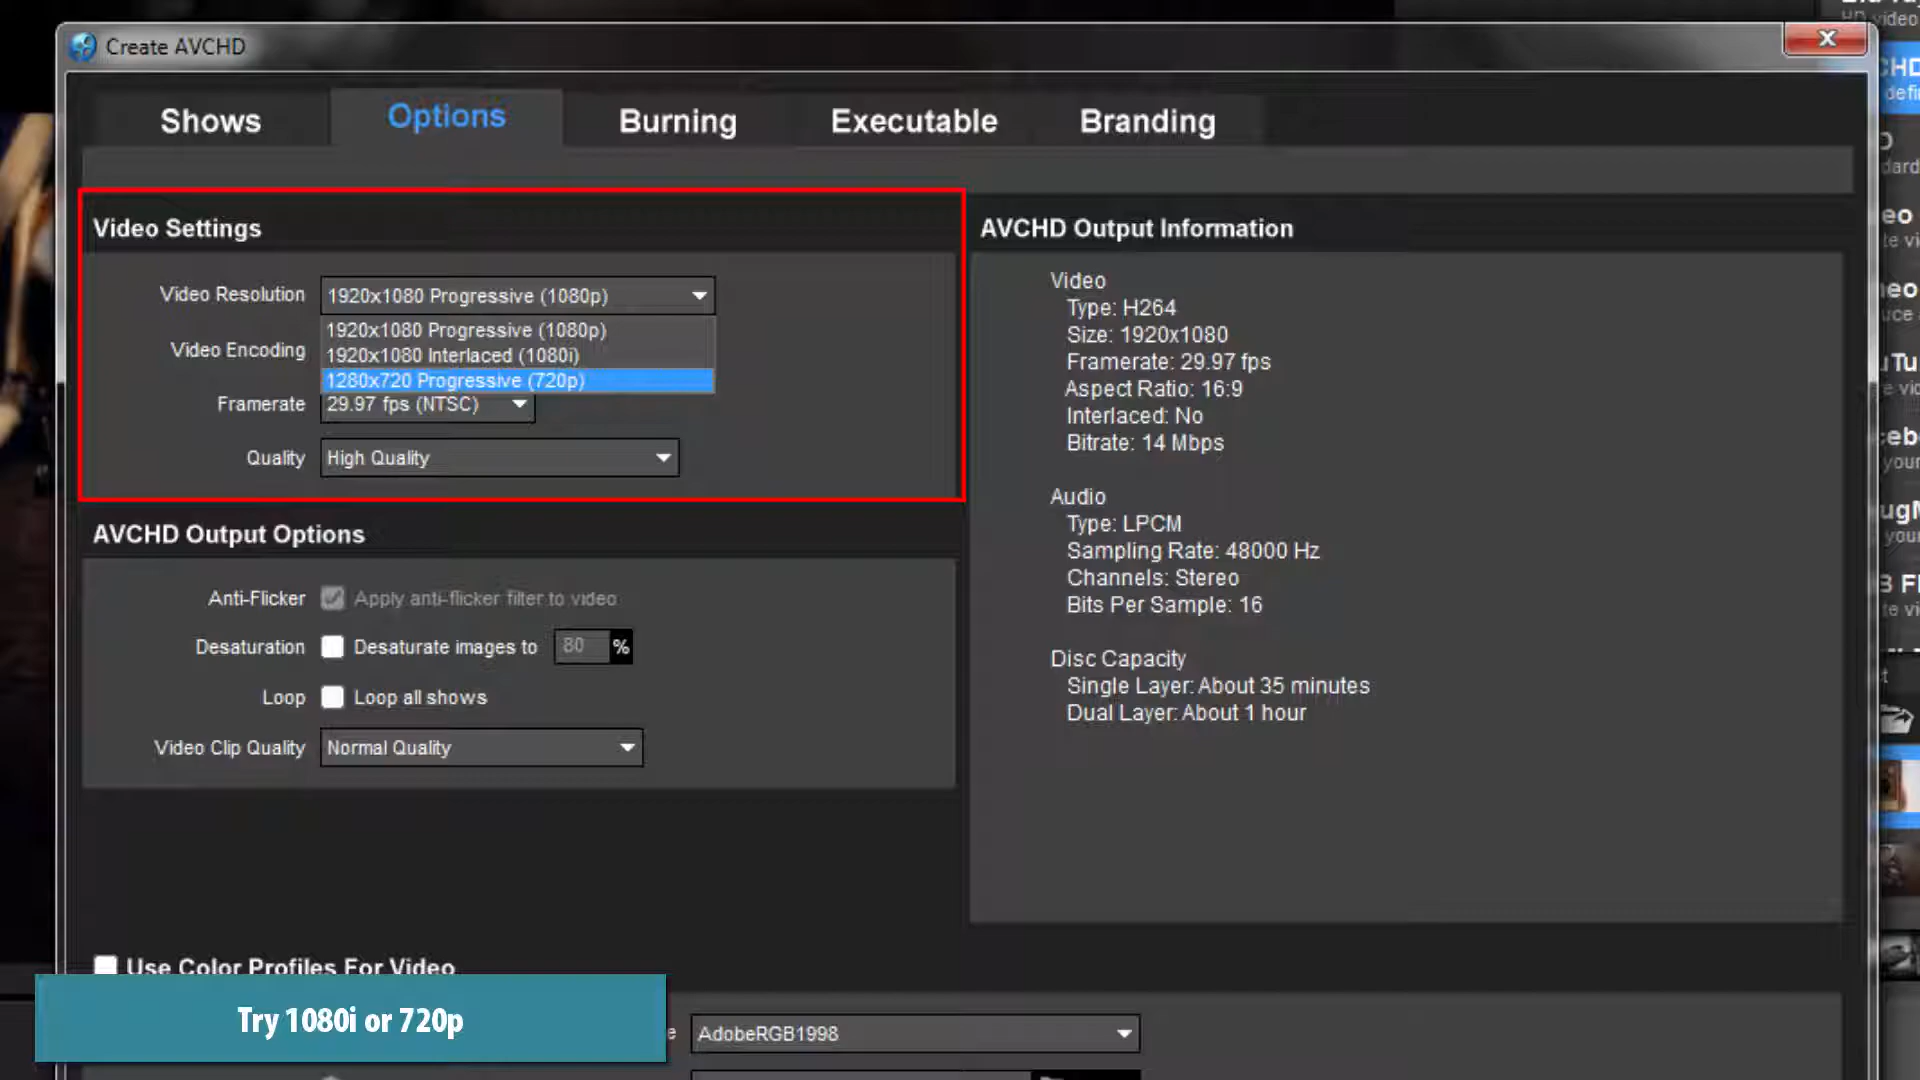 Create AVCHD
Shows
Options
Burning
Executable
Branding
Video Settings
Video Resolution
1920x1080 Progressive (1080p)
1920x1080 Progressive (1080p)
1920x1080 Interlaced (1080i)
1280x720 Progressive (720p)
Video Encoding
Framerate
29.97 fps (NTSC)
Quality
High Quality
AVCHD Output Options
Anti-Flicker
Apply anti-flicker filter to video
Desaturation
Desaturate images to
80
%
Loop
Loop all shows
Video Clip Quality
Normal Quality
AVCHD Output Information
Video
Type: H264
Size: 1920x1080
Framerate: 29.97 fps
Aspect Ratio: 16:9
Interlaced: No
Bitrate: 14 Mbps
Audio
Type: LPCM
Sampling Rate: 48000 Hz
Channels: Stereo
Bits Per Sample: 16
Disc Capacity
Single Layer: About 35 minutes
Dual Layer: About 1 hour
Use Color Profiles For Video
AdobeRGB1998
Try 1080i or 720p